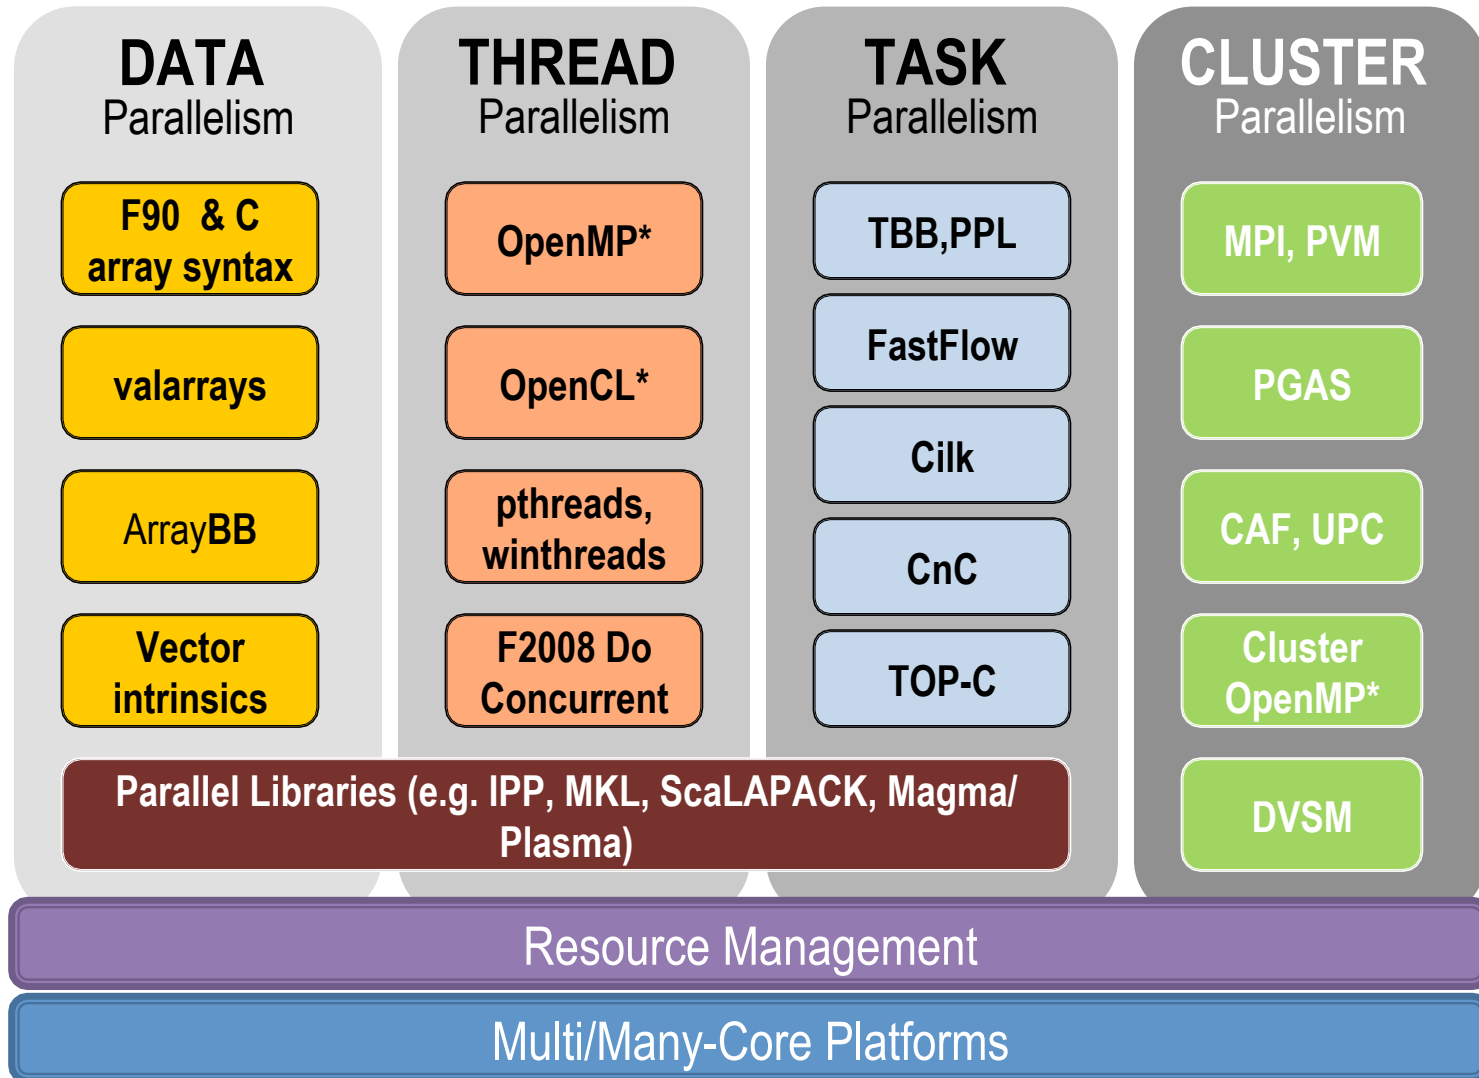 DATA
Parallelism
F90 & C
array syntax
valarrays
ArrayBB
Vector
intrinsics
THREAD
Parallelism
OpenMP*
OpenCL*
pthreads,
winthreads
F2008 Do
Concurrent
TASK
Parallelism
TBB,PPL
FastFlow
Cilk
CnC
TOP-C
CLUSTER
Parallelism
MPI, PVM
PGAS
CAF, UPC
Cluster
OpenMP*
DVSM
Parallel Libraries (e.g. IPP, MKL, ScaLAPACK, Magma/
Plasma)
Resource Management
Multi/Many-Core Platforms